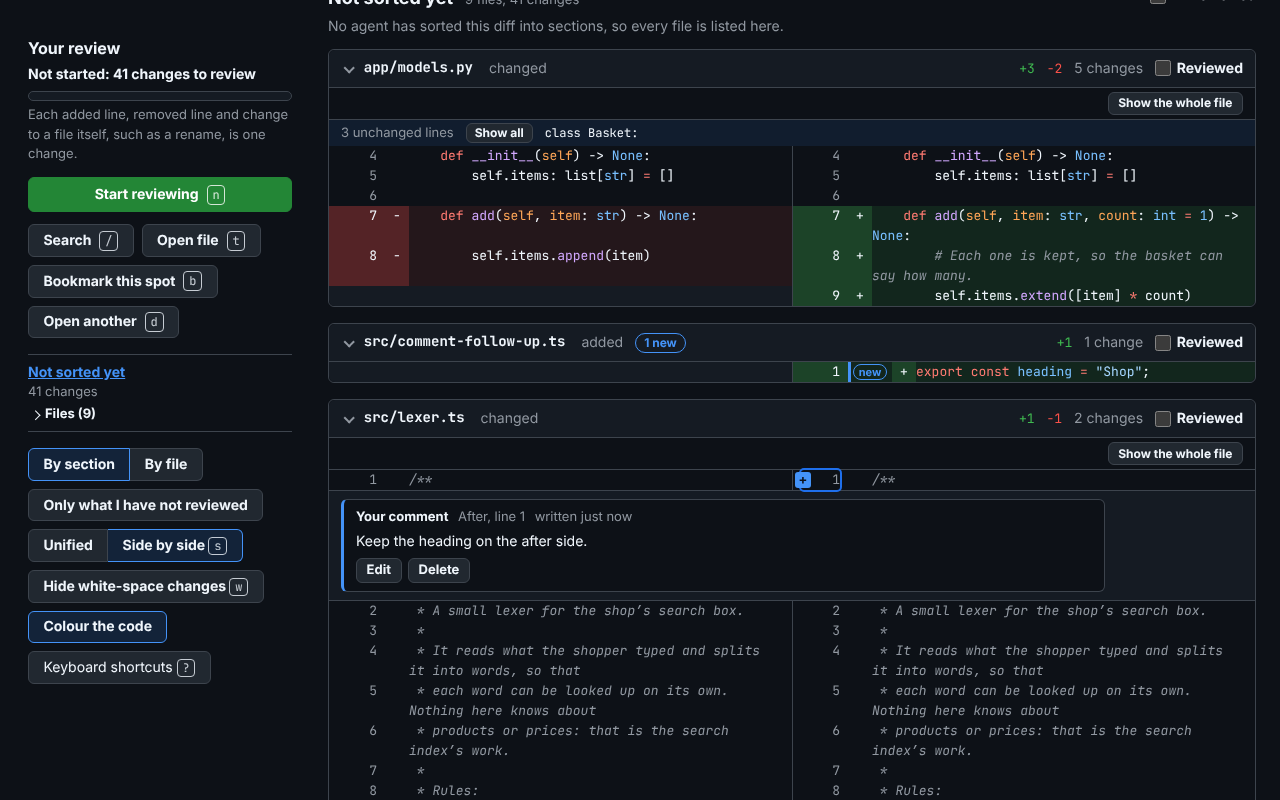 Not sorted yet 9 files, 41 changes
No agent has sorted this diff into sections, so every file is listed here.
Your review
Not started: 41 changes to review
Each added line, removed line and change
to a file itself, such as a rename, is one
change.
Start reviewing n
Search / Open file t
Bookmark this spot b
Open another d
Not sorted yet
41 changes
Files (9)
By section By file
Only what I have not reviewed
Unified Side by side s
Hide white-space changes w
Colour the code
Keyboard shortcuts ?
app/models.py changed +3 -2 5 changes Reviewed
Show the whole file
3 unchanged lines Show all class Basket:
4 def __init__(self) -> None: 4 def __init__(self) -> None:
5 self.items: list[str] = [] 5 self.items: list[str] = []
6 6
7 - def add(self, item: str) -> None: 7 + def add(self, item: str, count: int = 1) ->
None:
8 - self.items.append(item) 8 + # Each one is kept, so the basket can
say how many.
9 + self.items.extend([item] * count)
src/comment-follow-up.ts added 1 new +1 1 change Reviewed
1 new + export const heading = "Shop";
src/lexer.ts changed +1 -1 2 changes Reviewed
Show the whole file
1 /** + 1 /**
Your comment After, line 1 written just now
Keep the heading on the after side.
Edit Delete
2 * A small lexer for the shop’s search box. 2 * A small lexer for the shop’s search box.
3 * 3 *
4 * It reads what the shopper typed and splits 4 * It reads what the shopper typed and splits
it into words, so that it into words, so that
5 * each word can be looked up on its own. 5 * each word can be looked up on its own.
Nothing here knows about Nothing here knows about
6 * products or prices: that is the search 6 * products or prices: that is the search
index’s work. index’s work.
7 * 7 *
8 * Rules: 8 * Rules: